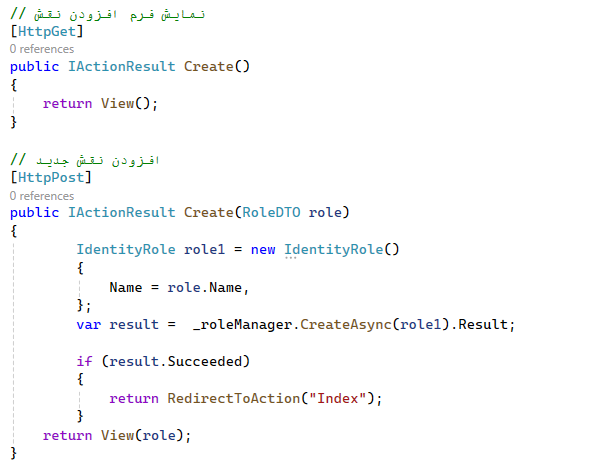 // نمایش فرم افزودن نقش
[HttpGet]
0 references
public IActionResult Create()
{
    return View();
}
// افزودن نقش جدید
[HttpPost]
0 references
public IActionResult Create(RoleDTO role)
{
        IdentityRole role1 = new IdentityRole()
        {
            Name = role.Name,
        };
        var result =  _roleManager.CreateAsync(role1).Result;
        if (result.Succeeded)
        {
            return RedirectToAction("Index");
        }
    return View(role);
}